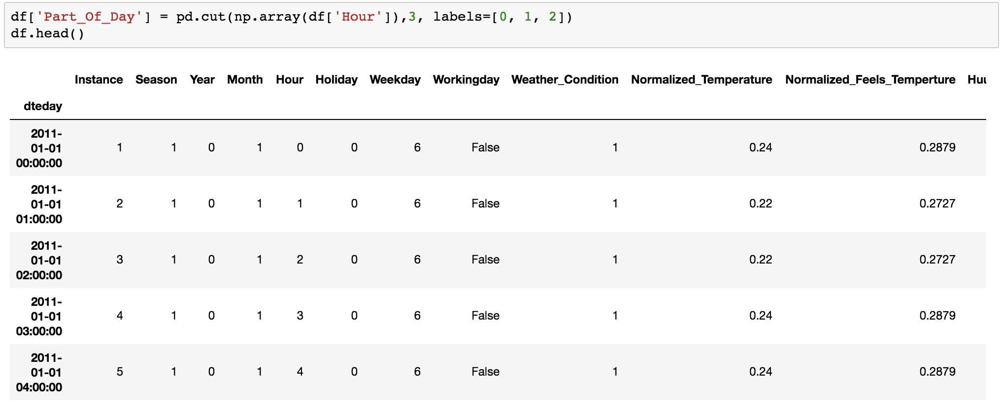 df['Part_Of_Day'] = pd.cut(np.array(df['Hour']),3, labels=[0, 1, 2])
df.head()
Instance Season Year Month Hour Holiday Weekday Workingday Weather_Condition Normalized_Temperature Normalized_Feels_Temperture
dteday
2011-
01-01 1 1 0 1 0 0 6 False 1 0.24 0.2879
00:00:00
2011-
01-01 2 1 0 1 1 0 6 False 1 0.22 0.2727
01:00:00
2011-
01-01 3 1 0 1 2 0 6 False 1 0.22 0.2727
02:00:00
2011-
01-01 4 1 0 1 3 0 6 False 1 0.24 0.2879
03:00:00
2011-
01-01 5 1 0 1 4 0 6 False 1 0.24 0.2879
04:00:00